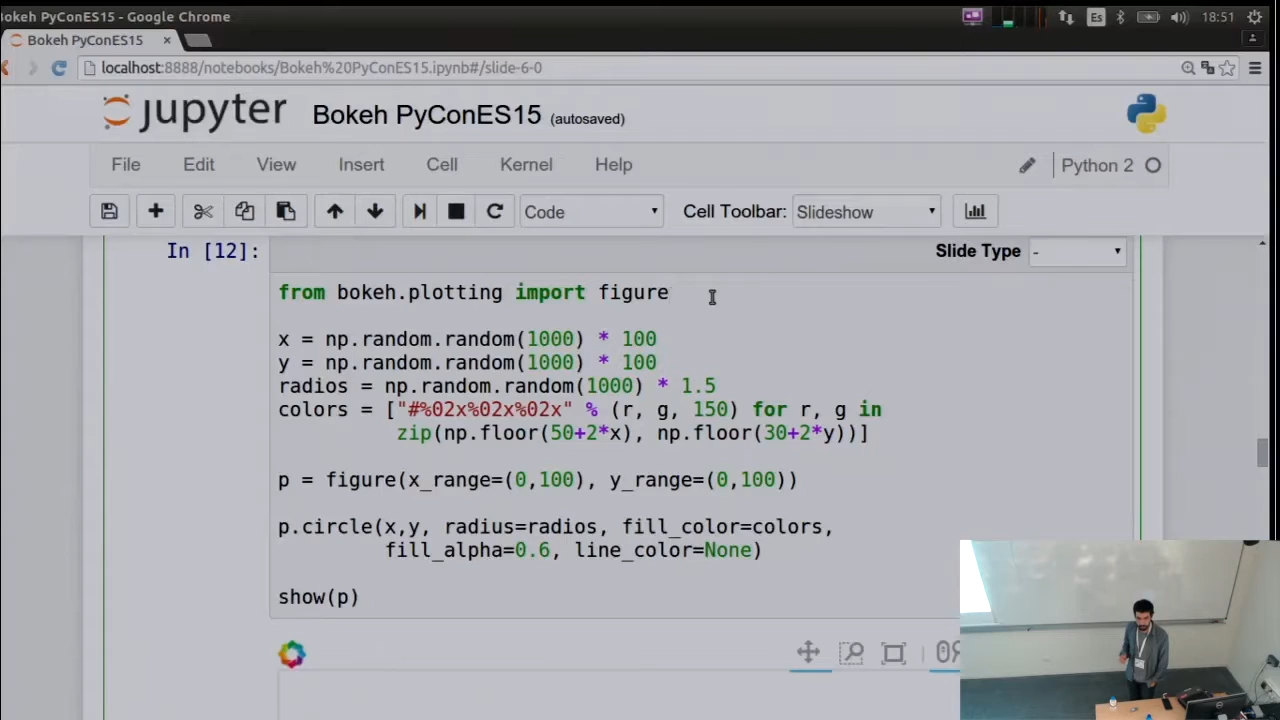 Bokeh PyConES15 - Google Chrome
Es
18:51
Bokeh PyConES15 ×
localhost:8888/notebooks/Bokeh%20PyConES15.ipynb#/slide-6-0
jupyter Bokeh PyConES15 (autosaved)
File Edit View Insert Cell Kernel Help
Python 2
Code
Cell Toolbar: Slideshow
In [12]:
Slide Type -
from bokeh.plotting import figure
x = np.random.random(1000) * 100
y = np.random.random(1000) * 100
radios = np.random.random(1000) * 1.5
colors = ["#%02x%02x%02x" % (r, g, 150) for r, g in
zip(np.floor(50+2*x), np.floor(30+2*y))]
p = figure(x_range=(0,100), y_range=(0,100))
p.circle(x,y, radius=radios, fill_color=colors,
fill_alpha=0.6, line_color=None)
show(p)